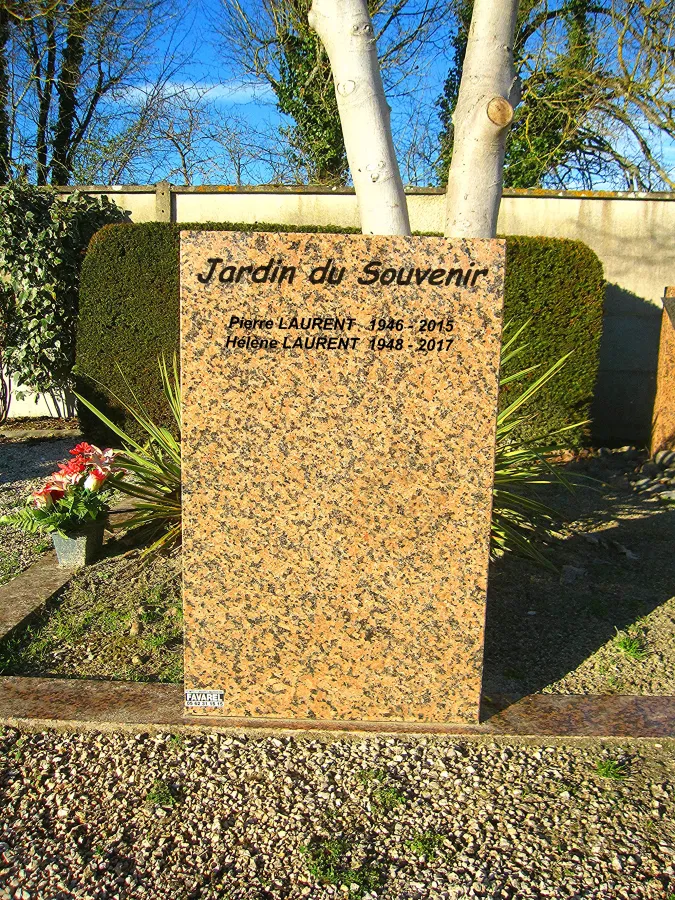 Jardin du Souvenir
Pierre LAURENT 1946 - 2015
Hélène LAURENT 1948 - 2017
FAVAREL